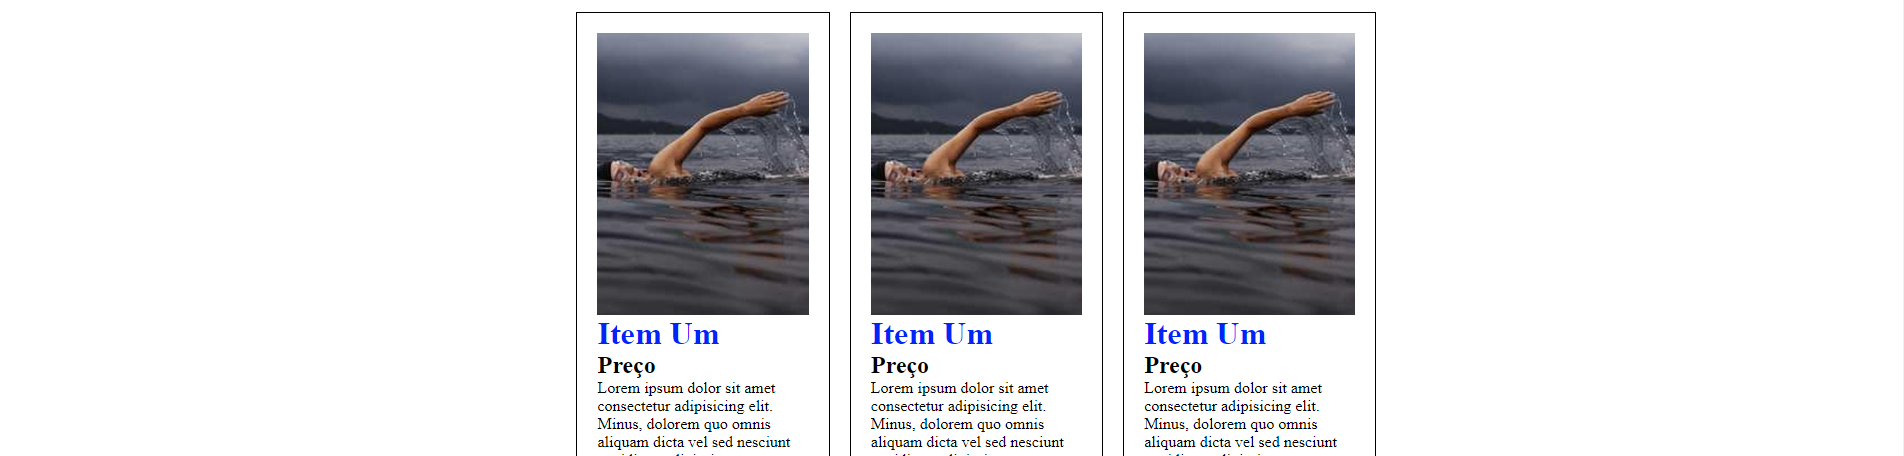 Item Um
Preço
Lorem ipsum dolor sit amet
consectetur adipisicing elit.
Minus, dolorem quo omnis
aliquam dicta vel sed nesciunt
Item Um
Preço
Lorem ipsum dolor sit amet
consectetur adipisicing elit.
Minus, dolorem quo omnis
aliquam dicta vel sed nesciunt
Item Um
Preço
Lorem ipsum dolor sit amet
consectetur adipisicing elit.
Minus, dolorem quo omnis
aliquam dicta vel sed nesciunt